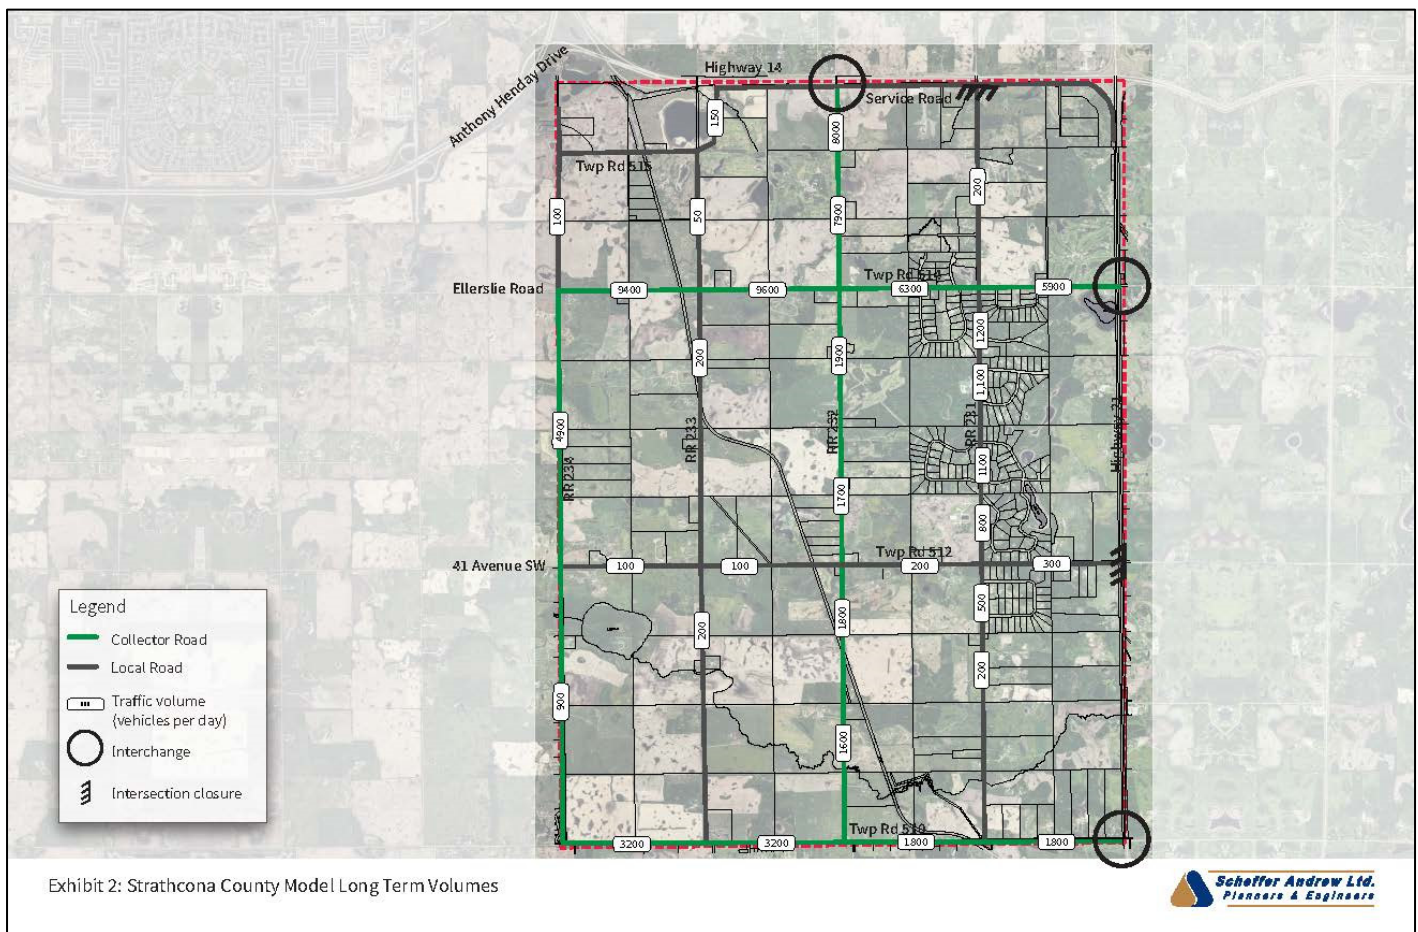 Highway 14
Anthony Henday Drive
Service Road
150
8000
Twp Rd 515
200
100
50
7900
Twp Rd 514
Ellerslie Road
9400
9600
6300
5900
1200
200
1900
1,100
4900
RR 233
RR 232
RR 231
Highway 21
RR 234
1100
1700
800
Twp Rd 512
41 Avenue SW
100
100
200
300
500
1800
200
200
900
1600
Twp Rd 510
3200
3200
1800
1800
Legend
Collector Road
Local Road
Traffic volume
(vehicles per day)
Interchange
Intersection closure
Exhibit 2: Strathcona County Model Long Term Volumes
Scheffer Andrew Ltd.
Planners & Engineers